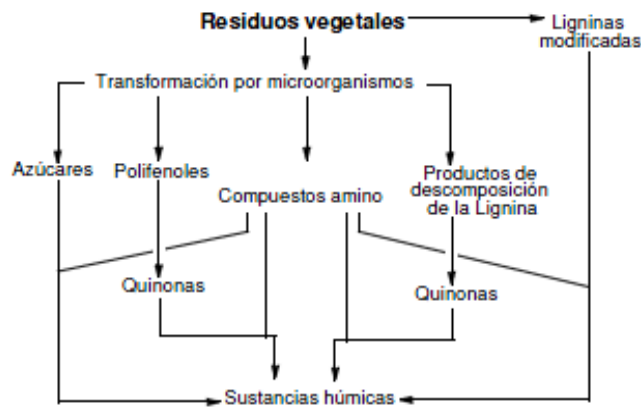 Residuos vegetales
Ligninas
modificadas
Transformación por microorganismos
Azúcares
Polifenoles
Productos de
descomposición
de la Lignina
Compuestos amino
Quinonas
Quinonas
Sustancias húmicas